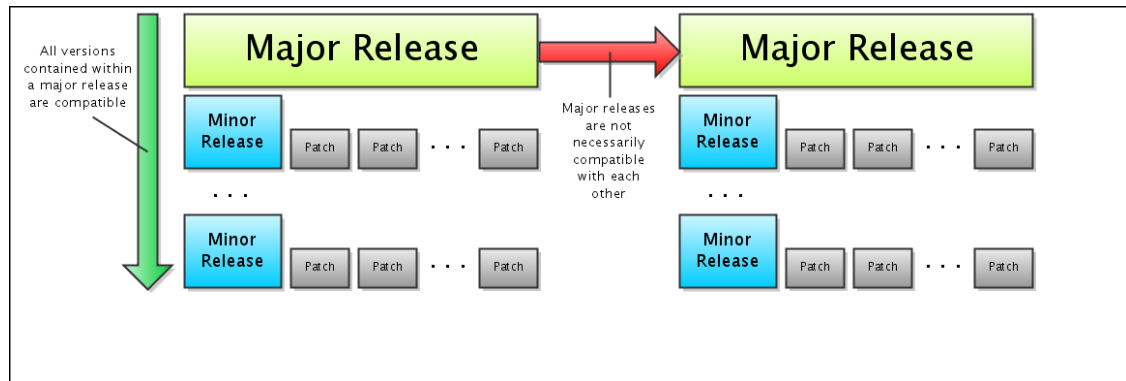 All versions
contained within
a major release
are compatible
Major Release
Major releases
are not
necessarily
compatible
with each
other
Major Release
Minor
Release
Patch
Patch
. . .
Patch
. . .
Minor
Release
Patch
Patch
. . .
Patch
Minor
Release
Patch
Patch
. . .
Patch
. . .
Minor
Release
Patch
Patch
. . .
Patch